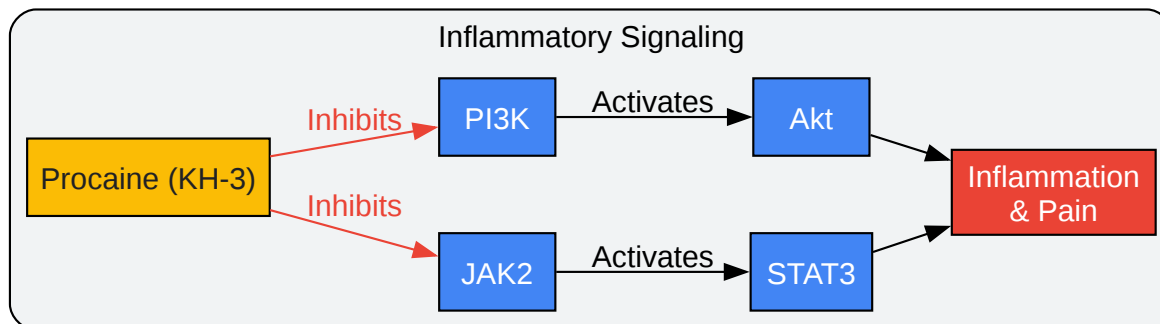 Inflammatory Signaling
Inhibits
PI3K
Activates
Akt
Procaine (KH-3)
Inflammation
& Pain
Inhibits
JAK2
Activates
STAT3